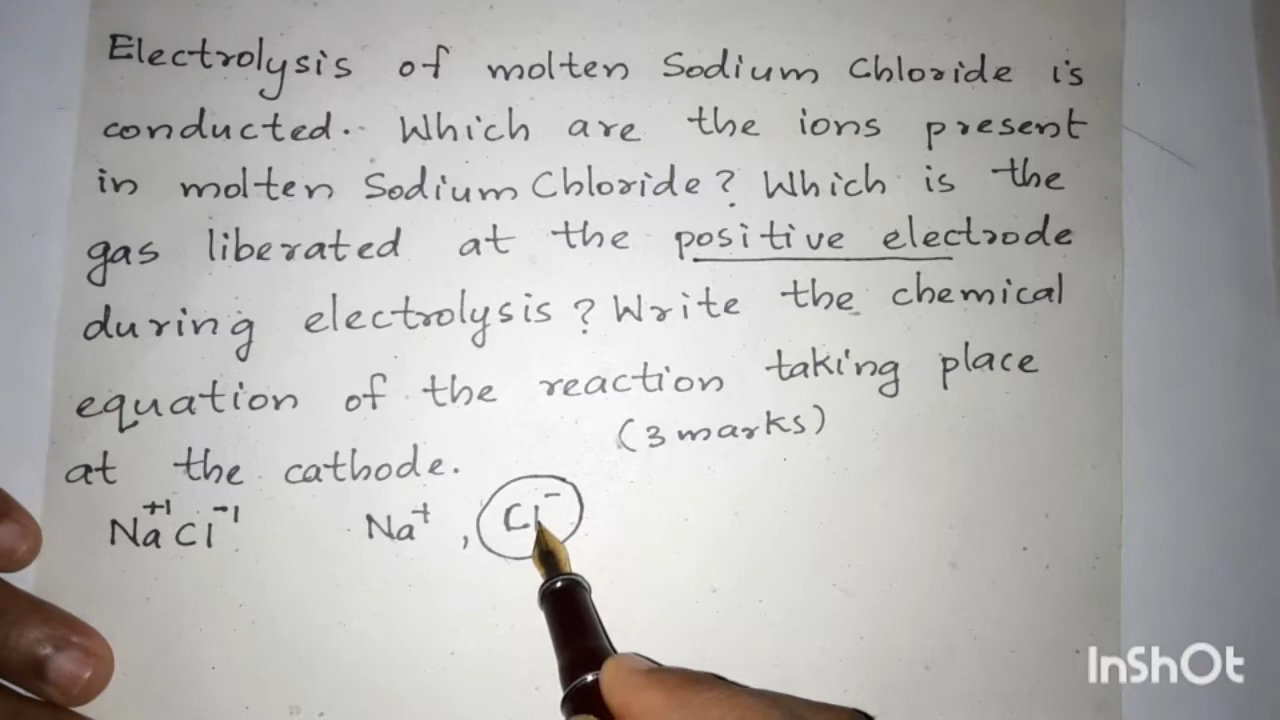 Electrolysis of molten Sodium Chloride is
conducted. Which are the ions present
in molten Sodium Chloride? Which is the
gas liberated at the positive electrode
during electrolysis? Write the chemical
equation of the reaction taking place
at the cathode. (3 marks)
Na⁺¹Cl⁻¹ Na⁺, Cl⁻
InShOt